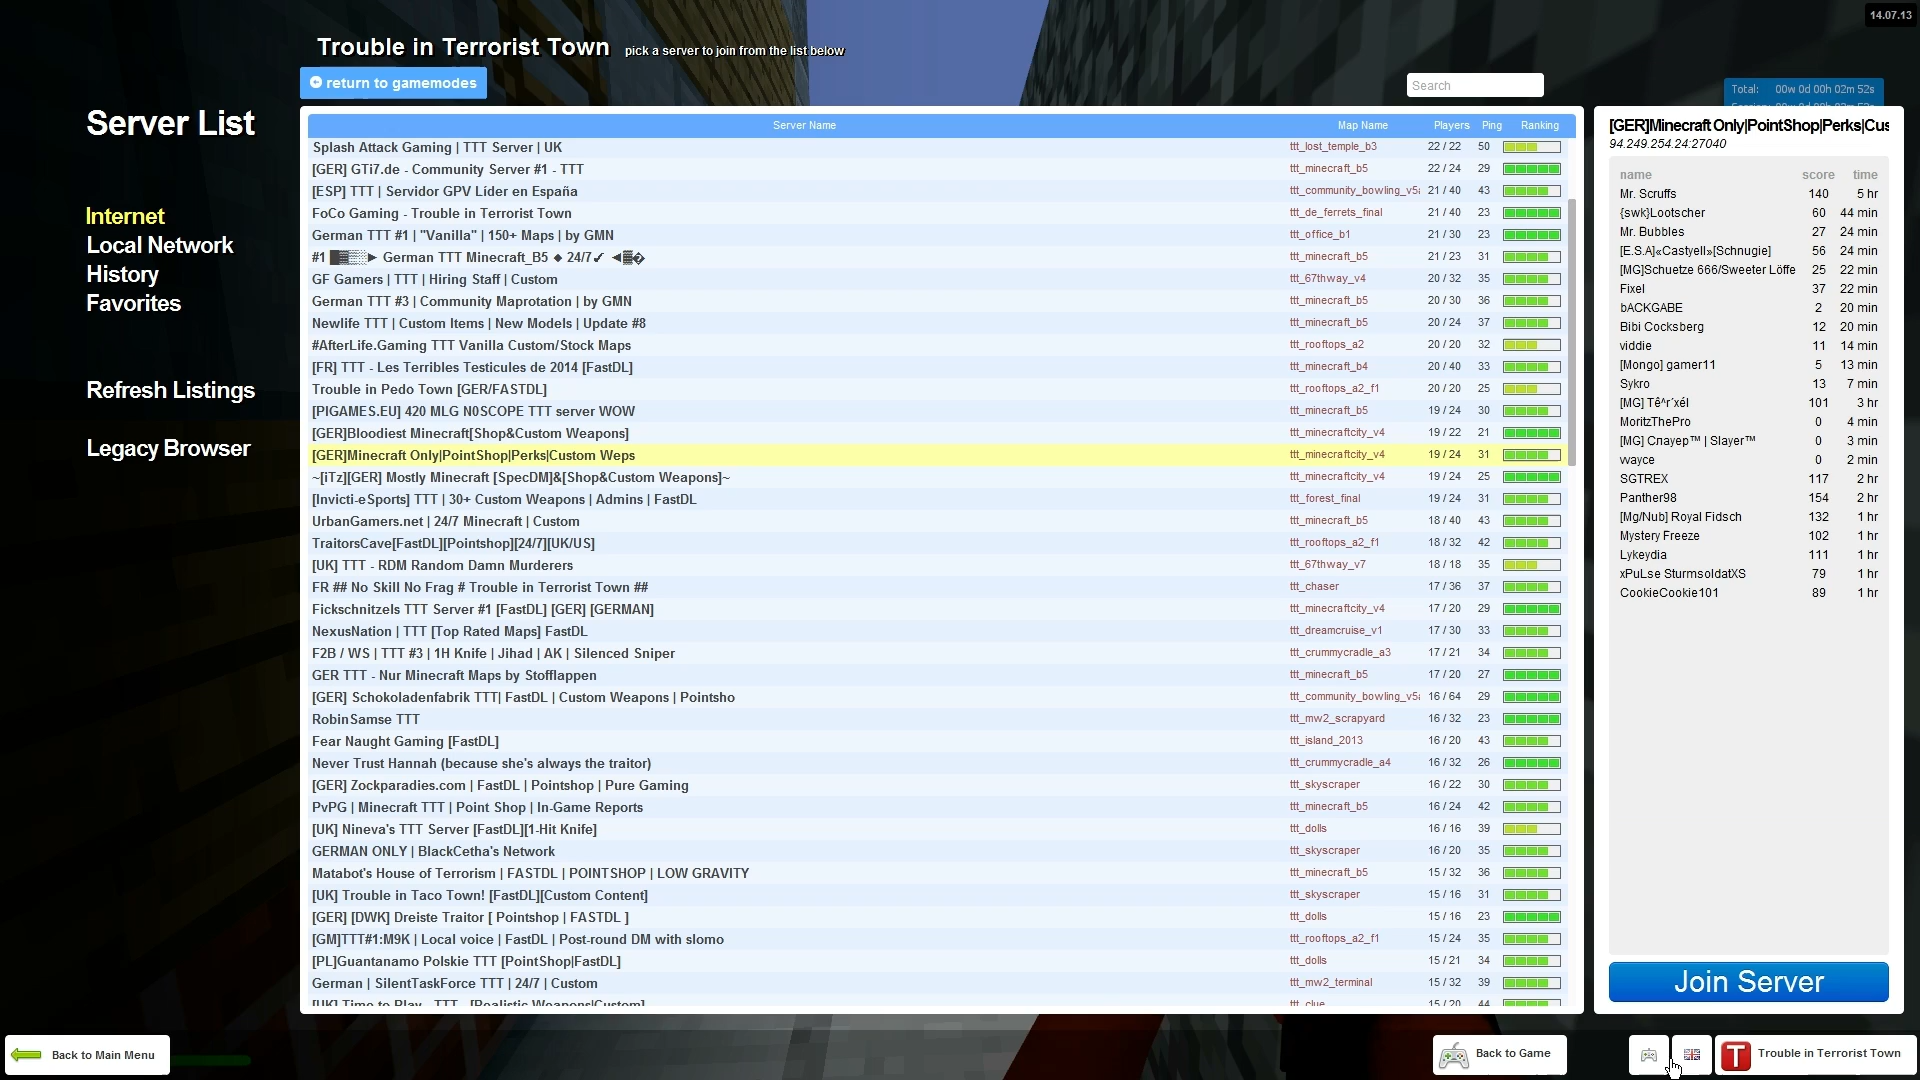 14.07.13
Trouble in Terrorist Town pick a server to join from the list below
return to gamemodes
Search
Total: 00w 0d 00h 02m 52s
Server List
Internet
Local Network
History
Favorites
Refresh Listings
Legacy Browser
Server Name Map Name Players Ping Ranking
Splash Attack Gaming | TTT Server | UK ttt_lost_temple_b3 22 / 22 50
[GER] GTi7.de - Community Server #1 - TTT ttt_minecraft_b5 22 / 24 29
[ESP] TTT | Servidor GPV Líder en España ttt_community_bowling_v5a 21 / 40 43
FoCo Gaming - Trouble in Terrorist Town ttt_de_ferrets_final 21 / 40 23
German TTT #1 | "Vanilla" | 150+ Maps | by GMN ttt_office_b1 21 / 30 23
#1 █▓▒░► German TTT Minecraft_B5 ◆ 24/7✔ ◄▓� ttt_minecraft_b5 21 / 23 31
GF Gamers | TTT | Hiring Staff | Custom ttt_67thway_v4 20 / 32 35
German TTT #3 | Community Maprotation | by GMN ttt_minecraft_b5 20 / 30 36
Newlife TTT | Custom Items | New Models | Update #8 ttt_minecraft_b5 20 / 24 37
#AfterLife.Gaming TTT Vanilla Custom/Stock Maps ttt_rooftops_a2 20 / 20 32
[FR] TTT - Les Terribles Testicules de 2014 [FastDL] ttt_minecraft_b4 20 / 40 33
Trouble in Pedo Town [GER/FASTDL] ttt_rooftops_a2_f1 20 / 20 25
[PIGAMES.EU] 420 MLG N0SCOPE TTT server WOW ttt_minecraft_b5 19 / 24 30
[GER]Bloodiest Minecraft[Shop&Custom Weapons] ttt_minecraftcity_v4 19 / 22 21
[GER]Minecraft Only|PointShop|Perks|Custom Weps ttt_minecraftcity_v4 19 / 24 31
~[iTz][GER] Mostly Minecraft [SpecDM]&[Shop&Custom Weapons]~ ttt_minecraftcity_v4 19 / 24 25
[Invicti-eSports] TTT | 30+ Custom Weapons | Admins | FastDL ttt_forest_final 19 / 24 31
UrbanGamers.net | 24/7 Minecraft | Custom ttt_minecraft_b5 18 / 40 43
TraitorsCave[FastDL][Pointshop][24/7][UK/US] ttt_rooftops_a2_f1 18 / 32 42
[UK] TTT - RDM Random Damn Murderers ttt_67thway_v7 18 / 18 35
FR ## No Skill No Frag # Trouble in Terrorist Town ## ttt_chaser 17 / 36 37
Fickschnitzels TTT Server #1 [FastDL] [GER] [GERMAN] ttt_minecraftcity_v4 17 / 20 29
NexusNation | TTT [Top Rated Maps] FastDL ttt_dreamcruise_v1 17 / 30 33
F2B / WS | TTT #3 | 1H Knife | Jihad | AK | Silenced Sniper ttt_crummycradle_a3 17 / 21 34
GER TTT - Nur Minecraft Maps by Stofflappen ttt_minecraft_b5 17 / 20 27
[GER] Schokoladenfabrik TTT| FastDL | Custom Weapons | Pointsho ttt_community_bowling_v5a 16 / 64 29
RobinSamse TTT ttt_mw2_scrapyard 16 / 32 23
Fear Naught Gaming [FastDL] ttt_island_2013 16 / 20 43
Never Trust Hannah (because she's always the traitor) ttt_crummycradle_a4 16 / 32 26
[GER] Zockparadies.com | FastDL | Pointshop | Pure Gaming ttt_skyscraper 16 / 22 30
PvPG | Minecraft TTT | Point Shop | In-Game Reports ttt_minecraft_b5 16 / 24 42
[UK] Nineva's TTT Server [FastDL][1-Hit Knife] ttt_dolls 16 / 16 39
GERMAN ONLY | BlackCetha's Network ttt_skyscraper 16 / 20 35
Matabot's House of Terrorism | FASTDL | POINTSHOP | LOW GRAVITY ttt_minecraft_b5 15 / 32 36
[UK] Trouble in Taco Town! [FastDL][Custom Content] ttt_skyscraper 15 / 16 31
[GER] [DWK] Dreiste Traitor [ Pointshop | FASTDL ] ttt_dolls 15 / 16 23
[GM]TTT#1:M9K | Local voice | FastDL | Post-round DM with slomo ttt_rooftops_a2_f1 15 / 24 35
[PL]Guantanamo Polskie TTT [PointShop|FastDL] ttt_dolls 15 / 21 34
German | SilentTaskForce TTT | 24/7 | Custom ttt_mw2_terminal 15 / 32 39
[UK] Time to Play - TTT - [Realistic Weapons|Custom] ttt_clue 15 / 20 44
[GER]Minecraft Only|PointShop|Perks|Cus
94.249.254.24:27040
name score time
Mr. Scruffs 140 5 hr
{swk}Lootscher 60 44 min
Mr. Bubbles 27 24 min
[E.S.A]«Castyell»[Schnugie] 56 24 min
[MG]Schuetze 666/Sweeter Löffe 25 22 min
Fixel 37 22 min
bACKGABE 2 20 min
Bibi Cocksberg 12 20 min
viddie 11 14 min
[Mongo] gamer11 5 13 min
Sykro 13 7 min
[MG] Tê^r´xél 101 3 hr
MoritzThePro 0 4 min
[MG] Слауер™ | Slayer™ 0 3 min
wayce 0 2 min
SGTREX 117 2 hr
Panther98 154 2 hr
[Mg/Nub] Royal Fidsch 132 1 hr
Mystery Freeze 102 1 hr
Lykeydia 111 1 hr
xPuLse SturmsoldatXS 79 1 hr
CookieCookie101 89 1 hr
Join Server
Back to Main Menu
Back to Game
T Trouble in Terrorist Town